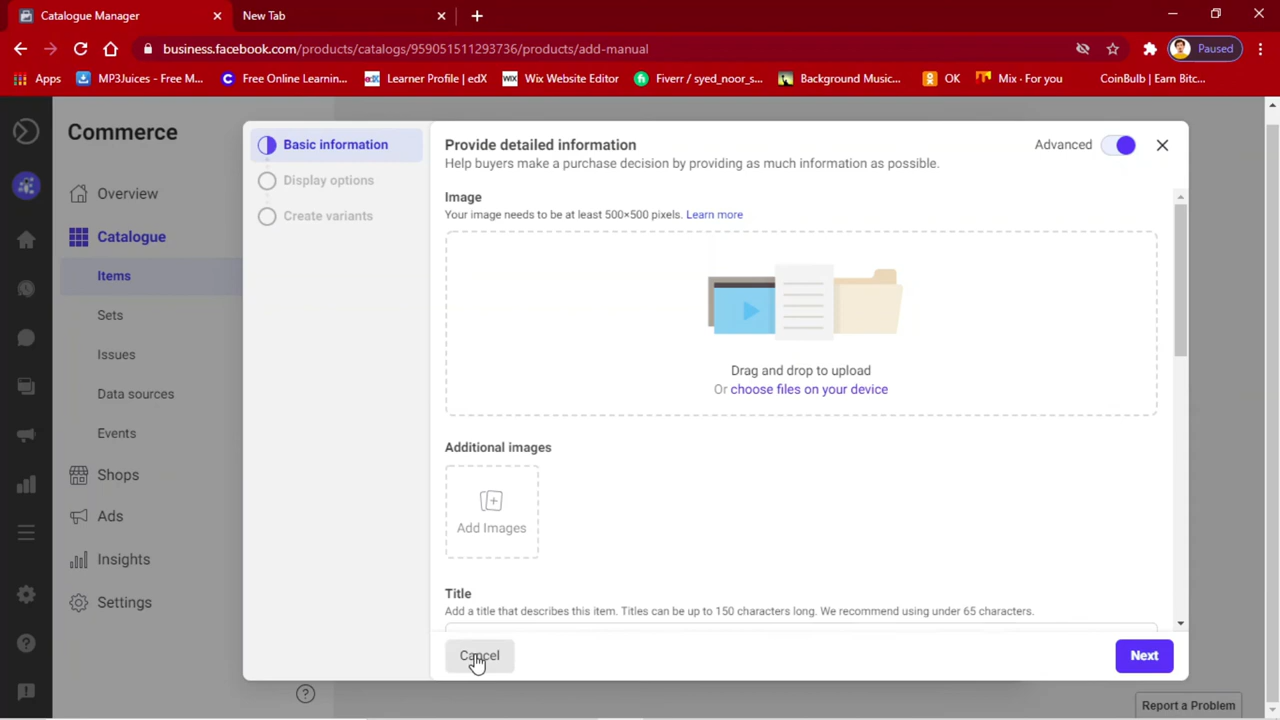 Catalogue Manager
New Tab
business.facebook.com/products/catalogs/959051511293736/products/add-manual
Paused
Apps
MP3Juices - Free M...
Free Online Learnin...
Learner Profile | edX
Wix Website Editor
Fiverr / syed_noor_s...
Background Music...
OK
Mix · For you
CoinBulb | Earn Bitc...
Commerce
Overview
Catalogue
Items
Sets
Issues
Data sources
Events
Shops
Ads
Insights
Settings
Basic information
Display options
Create variants
Provide detailed information
Advanced
Help buyers make a purchase decision by providing as much information as possible.
Image
Your image needs to be at least 500×500 pixels. Learn more
Drag and drop to upload
Or choose files on your device
Additional images
Add Images
Title
Add a title that describes this item. Titles can be up to 150 characters long. We recommend using under 65 characters.
Cancel
Next
Report a Problem